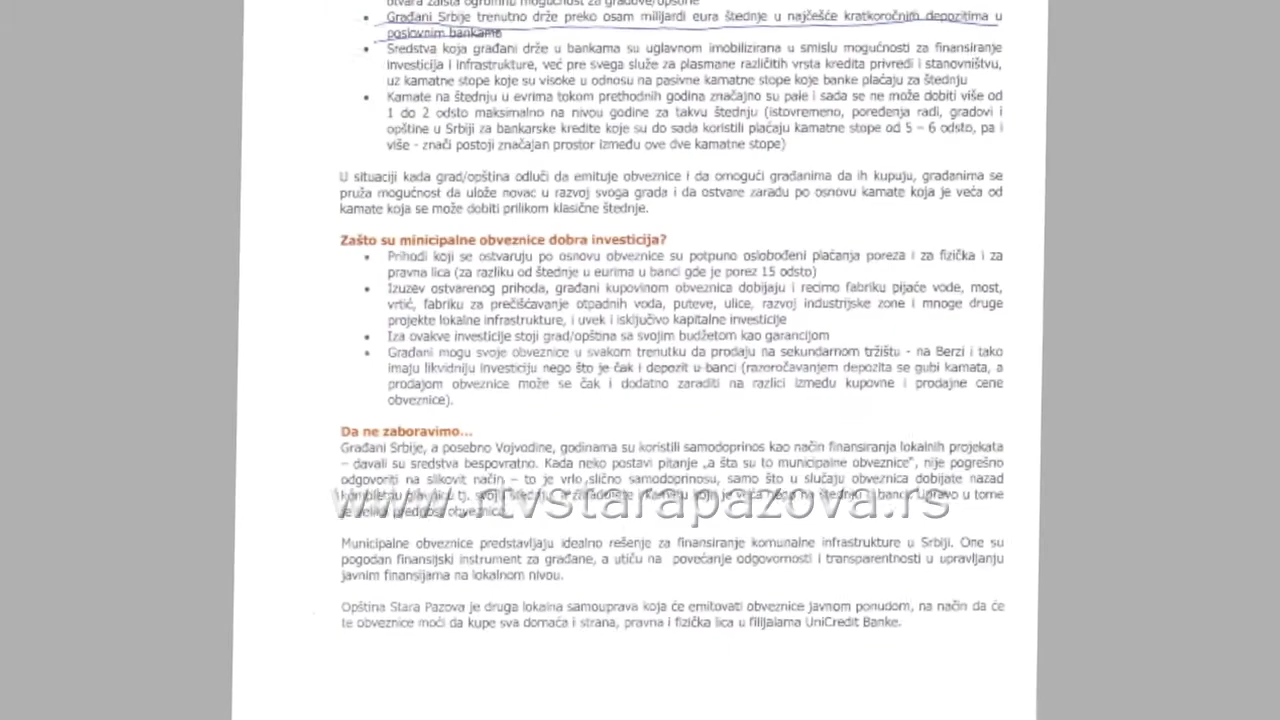 otvara zaista ogromnu mogućnost za gradove/opštine
• Građani Srbije trenutno drže preko osam milijardi eura štednje u najčešće kratkoročnim depozitima u
poslovnim bankama
• Sredstva koja građani drže u bankama su uglavnom imobilizirana u smislu mogućnosti za finansiranje
investicija i infrastrukture, već pre svega služe za plasmane različitih vrsta kredita privredi i stanovništvu,
uz kamatne stope koje su visoke u odnosu na pasivne kamatne stope koje banke plaćaju za štednju
• Kamate na štednju u evrima tokom prethodnih godina značajno su pale i sada se ne može dobiti više od
1 do 2 odsto maksimalno na nivou godine za takvu štednju (istovremeno, poređenja radi, gradovi i
opštine u Srbiji za bankarske kredite koje su do sada koristili plaćaju kamatne stope od 5 – 6 odsto, pa i
više - znači postoji značajan prostor između ove dve kamatne stope)
U situaciji kada grad/opština odluči da emituje obveznice i da omogući građanima da ih kupuju, građanima se
pruža mogućnost da ulože novac u razvoj svoga grada i da ostvare zaradu po osnovu kamate koja je veća od
kamate koja se može dobiti prilikom klasične štednje.
Zašto su minicipalne obveznice dobra investicija?
• Prihodi koji se ostvaruju po osnovu obveznice su potpuno oslobođeni plaćanja poreza i za fizička i za
pravna lica (za razliku od štednje u eurima u banci gde je porez 15 odsto)
• Izuzev ostvarenog prihoda, građani kupovinom obveznica dobijaju i recimo fabriku pijaće vode, most,
vrtić, fabriku za prečišćavanje otpadnih voda, puteve, ulice, razvoj industrijske zone i mnoge druge
projekte lokalne infrastrukture, i uvek i isključivo kapitalne investicije
• Iza ovakve investicije stoji grad/opština sa svojim budžetom kao garancijom
• Građani mogu svoje obveznice u svakom trenutku da prodaju na sekundarnom tržištu - na Berzi i tako
imaju likvidniju investiciju nego što je čak i depozit u banci (razoročavanjem depozita se gubi kamata, a
prodajom obveznice može se čak i dodatno zaraditi na razlici između kupovne i prodajne cene
obveznice).
Da ne zaboravimo...
Građani Srbije, a posebno Vojvodine, godinama su koristili samodoprinos kao način finansiranja lokalnih projekata
– davali su sredstva bespovratno. Kada neko postavi pitanje „a šta su to municipalne obveznice", nije pogrešno
odgovoriti na slikovit način – to je vrlo slično samodoprinosu, samo što u slučaju obveznica dobijate nazad
tj. upravo u tome
www.rtvstarapazova.rs
Municipalne obveznice predstavljaju idealno rešenje za finansiranje komunalne infrastrukture u Srbiji. One su
pogodan finansijski instrument za građane, a utiču na povećanje odgovornosti i transparentnosti u upravljanju
javnim finansijama na lokalnom nivou.
Opština Stara Pazova je druga lokalna samouprava koja će emitovati obveznice javnom ponudom, na način da će
te obveznice moći da kupe sva domaća i strana, pravna i fizička lica u filijalama UniCredit Banke.